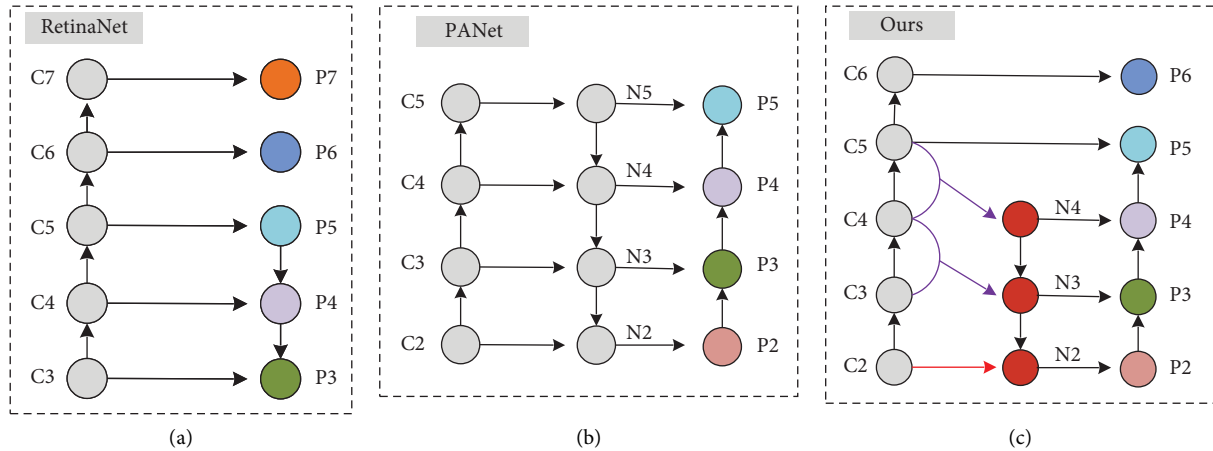 RetinaNet
C7
P7
C6
P6
C5
P5
C4
P4
C3
P3
(a)
PANet
C5
N5
P5
C4
N4
P4
C3
N3
P3
C2
N2
P2
(b)
Ours
C6
P6
C5
P5
C4
N4
P4
C3
N3
P3
C2
N2
P2
(c)